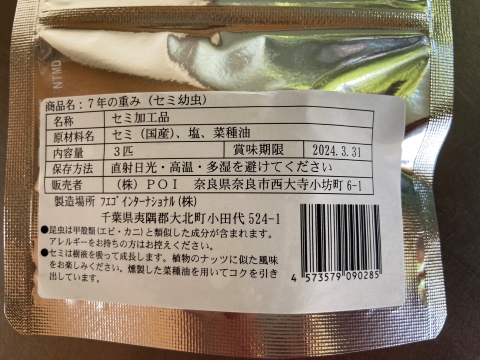 NTMD
商品名：７年の重み（セミ幼虫）
名称 セミ加工品
原材料名 セミ（国産）、塩、菜種油
内容量 ３匹 賞味期限 2024.3.31
保存方法 直射日光・高温・多湿を避けてください
販売者 （株）ＰＯＩ 奈良県奈良市西大寺小坊町 6-1
製造場所 ﾌｴｺﾞｲﾝﾀｰﾅｼｮﾅﾙ(株)
千葉県夷隅郡大北町小田代 524-1
●昆虫は甲殻類（エビ・カニ）と類似した成分が含まれます。
アレルギーをお持ちの方はお控えください。
●セミは樹液を吸って成長します。植物のナッツに似た風味
をお楽しみください。燻製した菜種油を用いてコクを引き
出しています。
4 573579 090285